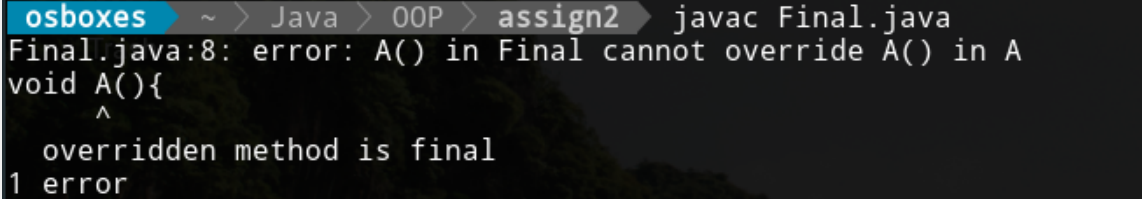 osboxes ~ Java OOP assign2 javac Final.java
Final.java:8: error: A() in Final cannot override A() in A
void A(){
^
overridden method is final
1 error